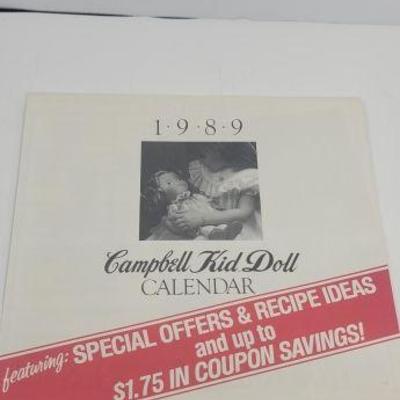 1·9·8·9
Campbell Kid Doll
CALENDAR
featuring: SPECIAL OFFERS & RECIPE IDEAS
and up to
$1.75 IN COUPON SAVINGS!